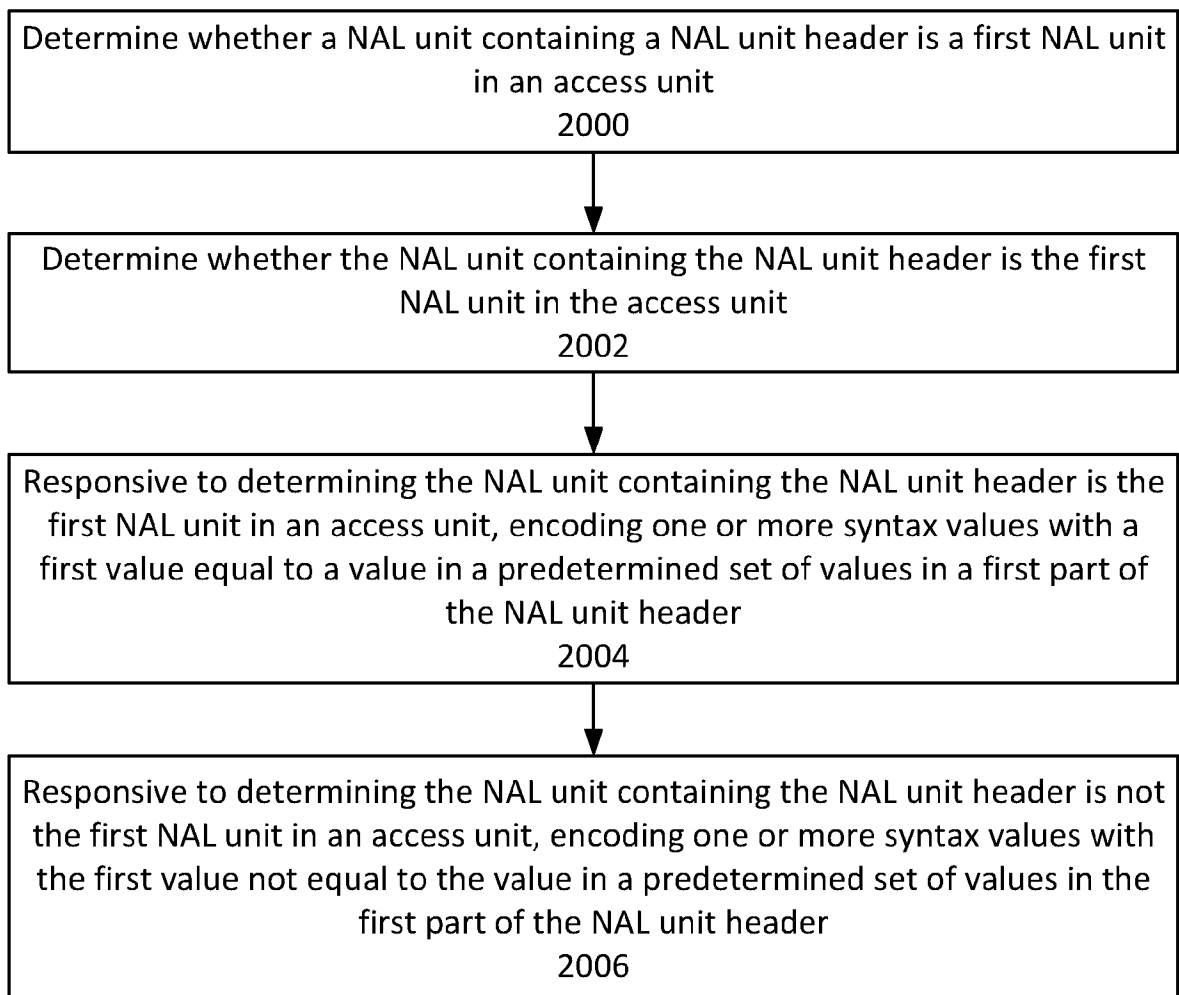 Determine whether a NAL unit containing a NAL unit header is a first NAL unit
in an access unit
2000
Determine whether the NAL unit containing the NAL unit header is the first
NAL unit in the access unit
2002
Responsive to determining the NAL unit containing the NAL unit header is the
first NAL unit in an access unit, encoding one or more syntax values with a
first value equal to a value in a predetermined set of values in a first part of
the NAL unit header
2004
Responsive to determining the NAL unit containing the NAL unit header is not
the first NAL unit in an access unit, encoding one or more syntax values with
the first value not equal to the value in a predetermined set of values in the
first part of the NAL unit header
2006